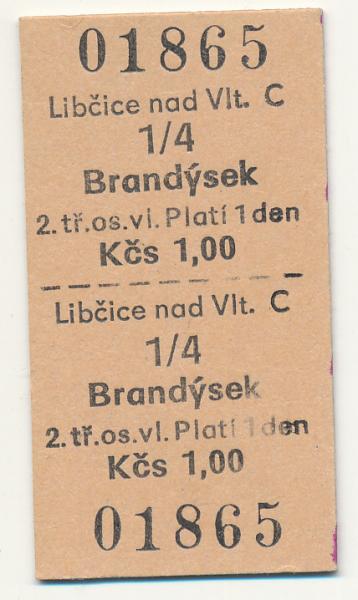 01865
Libčice nad Vlt. C
1/4
Brandýsek
2.tř.os.vl.Platí 1 den
Kčs 1,00
Libčice nad Vlt. C
1/4
Brandýsek
2.tř.os.vl.Platí 1 den
Kčs 1,00
01865